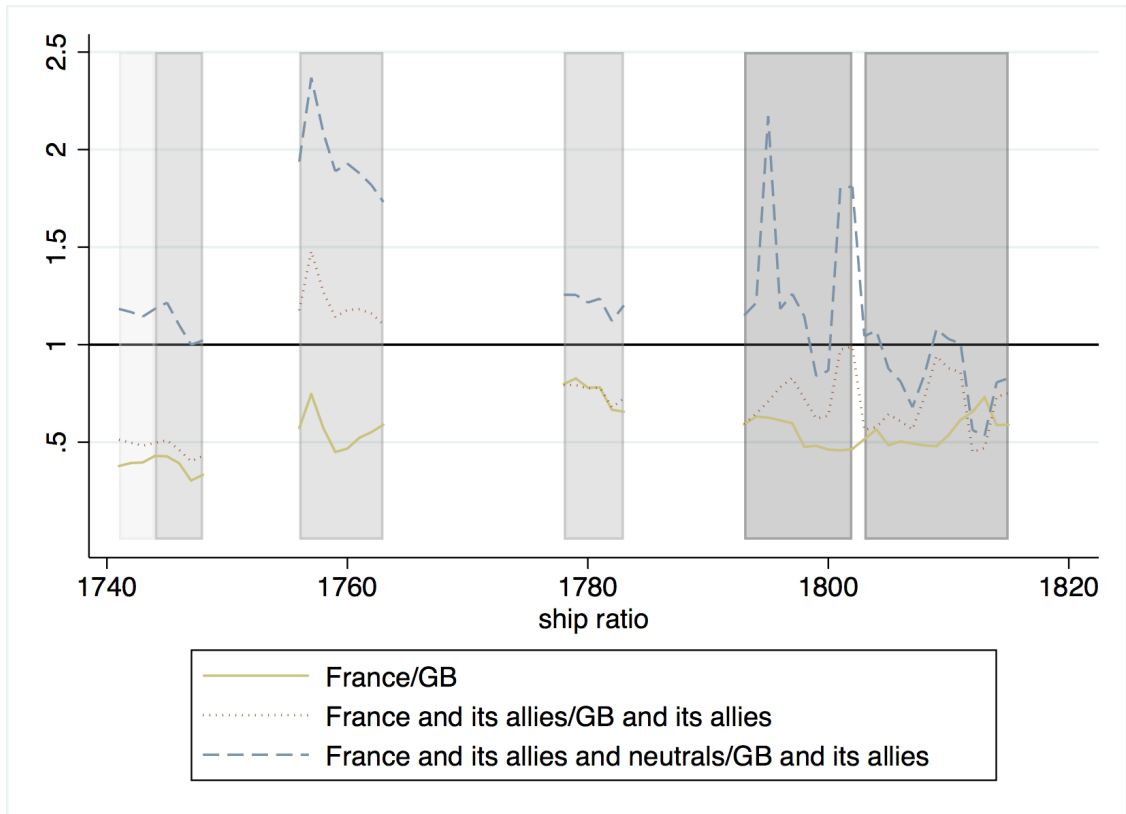 2.5
2
1.5
1
.5
1740 1760 1780 1800 1820
ship ratio
France/GB
France and its allies/GB and its allies
France and its allies and neutrals/GB and its allies